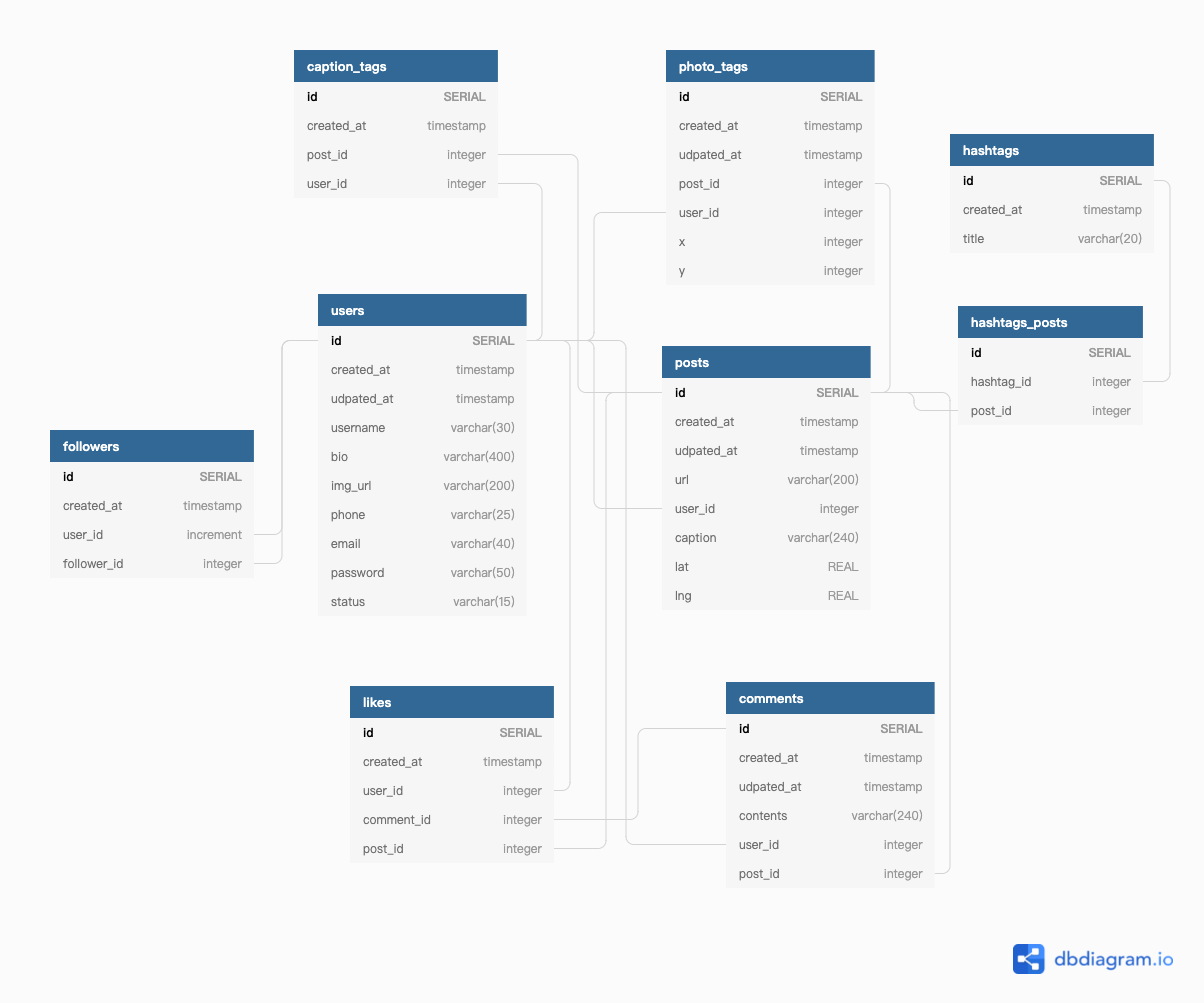 caption_tags
id SERIAL
created_at timestamp
post_id integer
user_id integer
photo_tags
id SERIAL
created_at timestamp
udpated_at timestamp
post_id integer
user_id integer
x integer
y integer
hashtags
id SERIAL
created_at timestamp
title varchar(20)
users
id SERIAL
created_at timestamp
udpated_at timestamp
username varchar(30)
bio varchar(400)
img_url varchar(200)
phone varchar(25)
email varchar(40)
password varchar(50)
status varchar(15)
hashtags_posts
id SERIAL
hashtag_id integer
post_id integer
posts
id SERIAL
created_at timestamp
udpated_at timestamp
url varchar(200)
user_id integer
caption varchar(240)
lat REAL
lng REAL
followers
id SERIAL
created_at timestamp
user_id increment
follower_id integer
likes
id SERIAL
created_at timestamp
user_id integer
comment_id integer
post_id integer
comments
id SERIAL
created_at timestamp
udpated_at timestamp
contents varchar(240)
user_id integer
post_id integer
dbdiagram.io